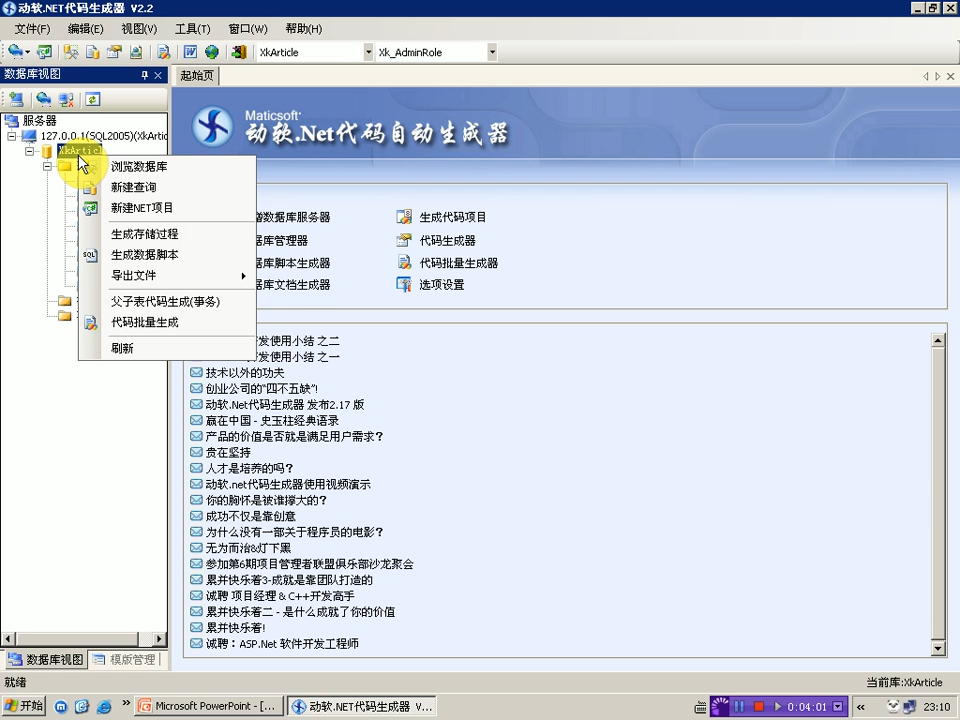 动软.NET代码生成器 V2.2
文件(F) 编辑(E) 视图(V) 工具(T) 窗口(W) 帮助(H)
XkArticle Xk_AdminRole
数据库视图
起始页
服务器
127.0.0.1(SQL2005)(XkArtic
XkArticl
Maticsoft
动软.Net代码自动生成器
浏览数据库
新建查询
新建NET项目
生成存储过程
生成数据脚本
导出文件
父子表代码生成(事务)
代码批量生成
刷新
增数据库服务器 生成代码项目
据库管理器 代码生成器
据库脚本生成器 代码批量生成器
据库文档生成器 选项设置
发使用小结 之二
发使用小结 之一
技术以外的功夫
创业公司的"四不五缺"!
动软.Net代码生成器 发布2.17 版
赢在中国 - 史玉柱经典语录
产品的价值是否就是满足用户需求?
贵在坚持
人才是培养的吗?
动软.net代码生成器使用视频演示
你的胸怀是被谁撑大的?
成功不仅是靠创意
为什么没有一部关于程序员的电影?
无为而治&灯下黑
参加第6期项目管理者联盟俱乐部沙龙聚会
累并快乐着3-成就是靠团队打造的
诚聘 项目经理 & C++开发高手
累并快乐着二 - 是什么成就了你的价值
累并快乐着!
诚聘：ASP.Net 软件开发工程师
数据库视图 模版管理
就绪 当前库:XkArticle
开始 Microsoft PowerPoint - [... 动软.NET代码生成器 V... 0:04:01 23:10